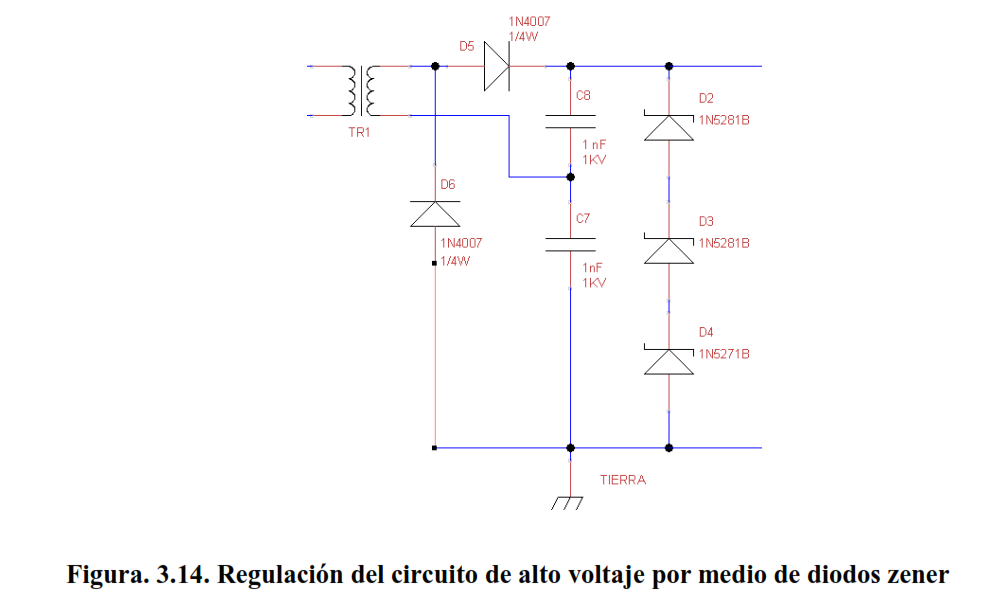 1N4007
1/4W
D5
C8
D2
1N5281B
TR1
1 nF
1KV
D6
C7
D3
1N4007
1N5281B
1/4W
1nF
1KV
D4
1N5271B
TIERRA
Figura. 3.14. Regulación del circuito de alto voltaje por medio de diodos zener